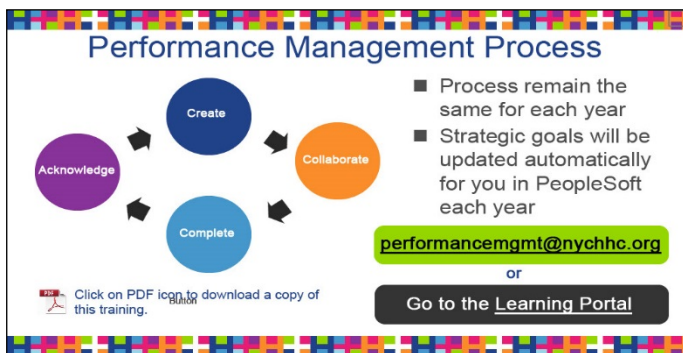 Performance Management Process
Create
Collaborate
Complete
Acknowledge
■ Process remain the
same for each year
■ Strategic goals will be
updated automatically
for you in PeopleSoft
each year
performancemgmt@nychhc.org
or
Go to the Learning Portal
PDF
Click on PDF icon to download a copy of
this training.
Button